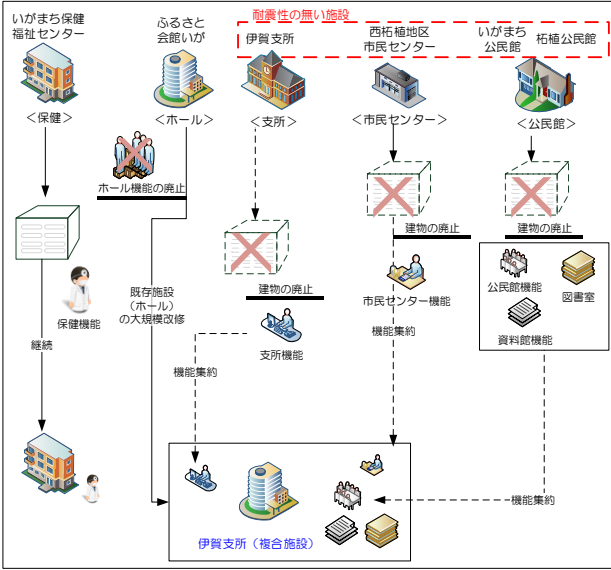 耐震性の無い施設
いがまち保健
福祉センター
ふるさと
会館いが
伊賀支所
西柘植地区
市民センター
いがまち
公民館
柘植公民館
＜保健＞
＜ホール＞
＜支所＞
＜市民センター＞
＜公民館＞
ホール機能の廃止
建物の廃止
建物の廃止
建物の廃止
保健機能
既存施設
（ホール）
の大規模改修
市民センター機能
公民館機能
図書室
資料館機能
支所機能
継続
機能集約
機能集約
機能集約
伊賀支所（複合施設）